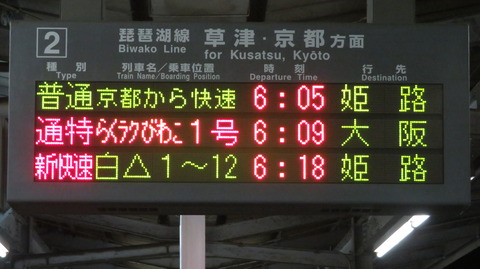 2 琵琶湖線 草津・京都方面
Biwako Line for Kusatsu, Kyōto
種別 列車名／乗車位置 時刻 行先
Type Train Name/Boarding Position Departure Time Destination
普通 京都から快速 6:05 姫路
通特 らくラクびわこ1号 6:09 大阪
新快速 白△1～12 6:18 姫路